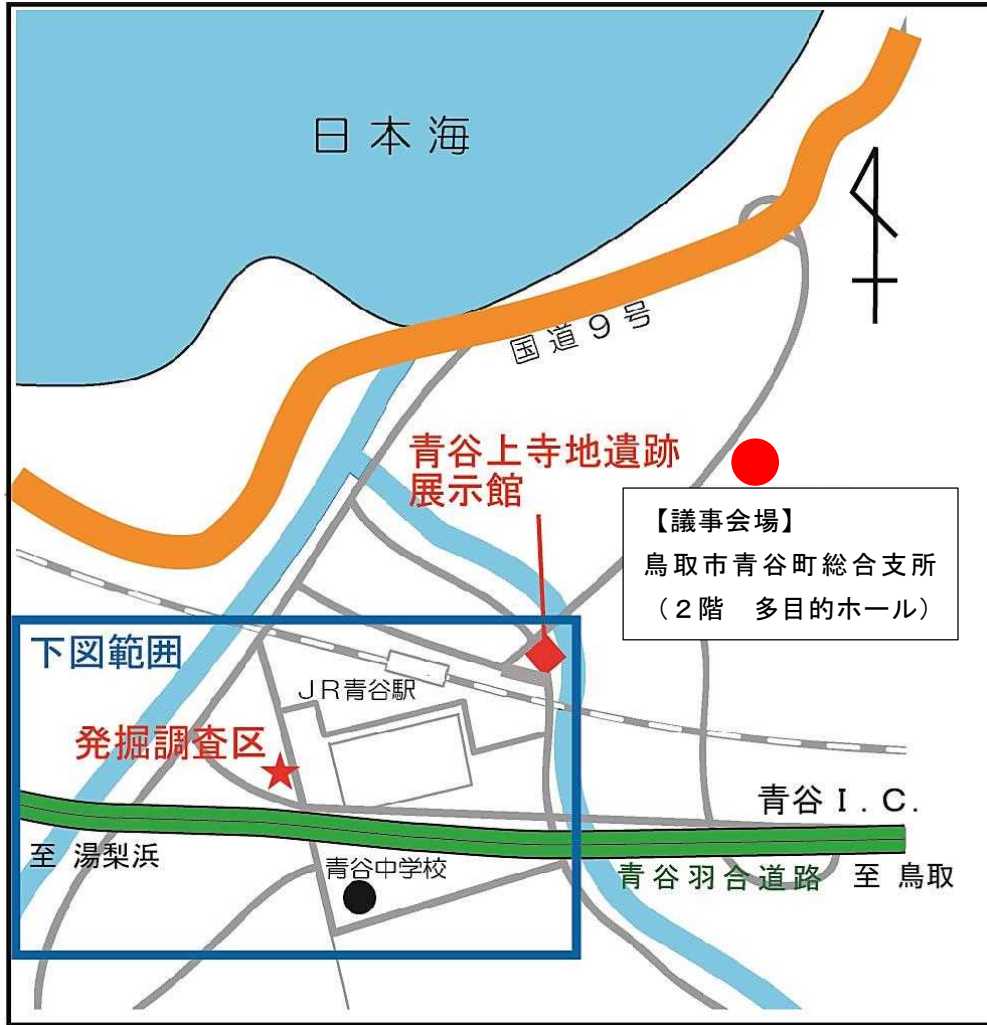 日本海
国道９号
青谷上寺地遺跡
展示館
【議事会場】
鳥取市青谷町総合支所
（２階　多目的ホール）
下図範囲
ＪＲ青谷駅
発掘調査区
青谷Ｉ．Ｃ．
至 湯梨浜
青谷中学校
青谷羽合道路
至 鳥取